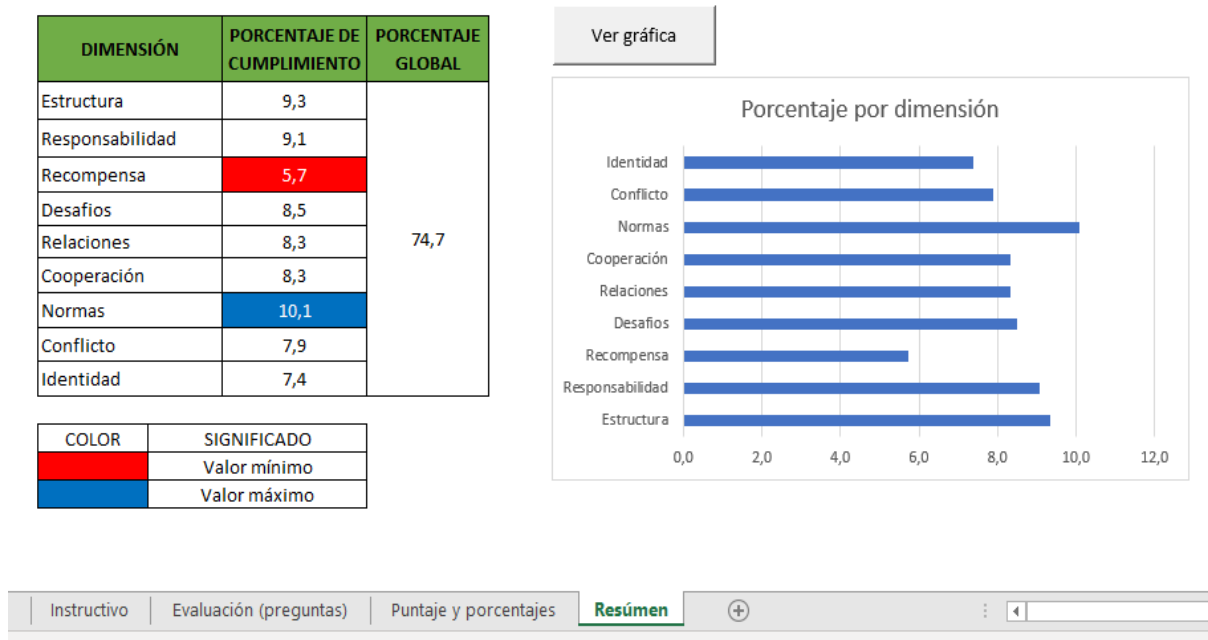 DIMENSIÓN
PORCENTAJE DE CUMPLIMIENTO
PORCENTAJE GLOBAL
Estructura 9,3
Responsabilidad 9,1
Recompensa 5,7
Desafios 8,5
Relaciones 8,3
74,7
Cooperación 8,3
Normas 10,1
Conflicto 7,9
Identidad 7,4
COLOR SIGNIFICADO
Valor mínimo
Valor máximo
Ver gráfica
Porcentaje por dimensión
Identidad
Conflicto
Normas
Cooperación
Relaciones
Desafios
Recompensa
Responsabilidad
Estructura
0,0 2,0 4,0 6,0 8,0 10,0 12,0
Instructivo Evaluación (preguntas) Puntaje y porcentajes Resúmen